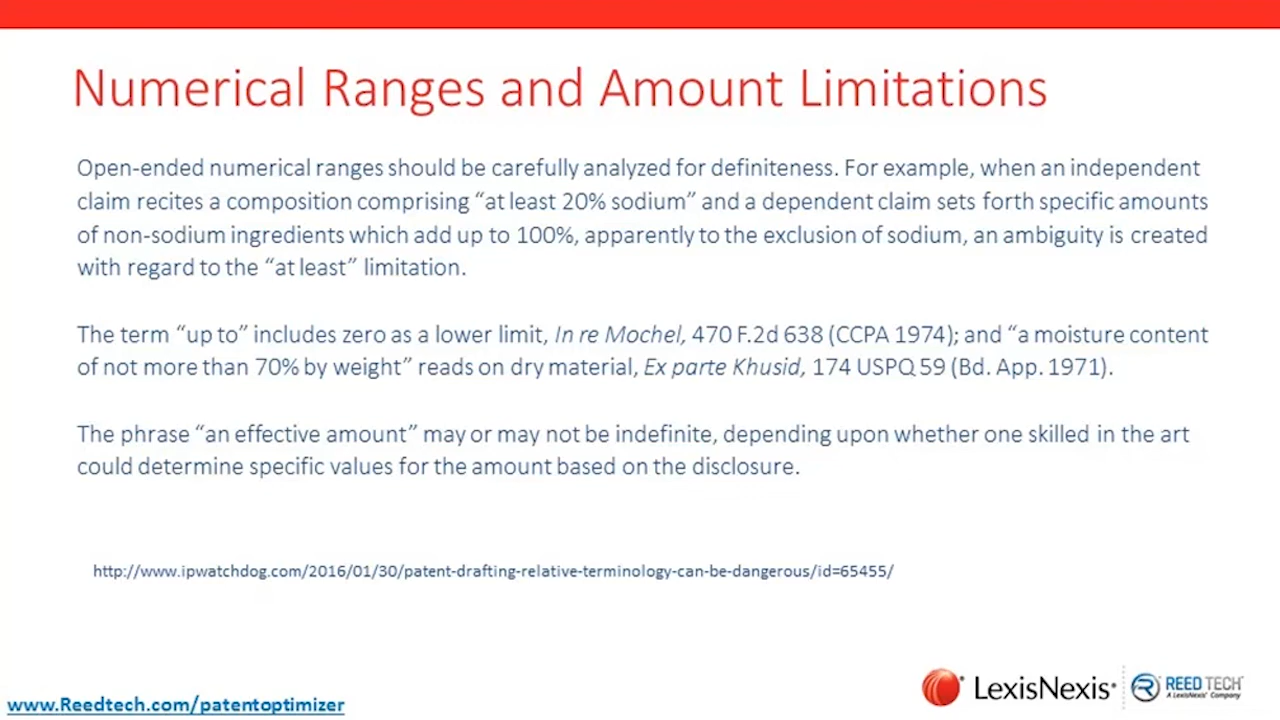 Numerical Ranges and Amount Limitations
Open-ended numerical ranges should be carefully analyzed for definiteness. For example, when an independent
claim recites a composition comprising “at least 20% sodium” and a dependent claim sets forth specific amounts
of non-sodium ingredients which add up to 100%, apparently to the exclusion of sodium, an ambiguity is created
with regard to the “at least” limitation.
The term “up to” includes zero as a lower limit, In re Mochel, 470 F.2d 638 (CCPA 1974); and “a moisture content
of not more than 70% by weight” reads on dry material, Ex parte Khusid, 174 USPQ 59 (Bd. App. 1971).
The phrase “an effective amount” may or may not be indefinite, depending upon whether one skilled in the art
could determine specific values for the amount based on the disclosure.
http://www.ipwatchdog.com/2016/01/30/patent-drafting-relative-terminology-can-be-dangerous/id=65455/
www.Reedtech.com/patentoptimizer
LexisNexis®
REED TECH
A LexisNexis® Company